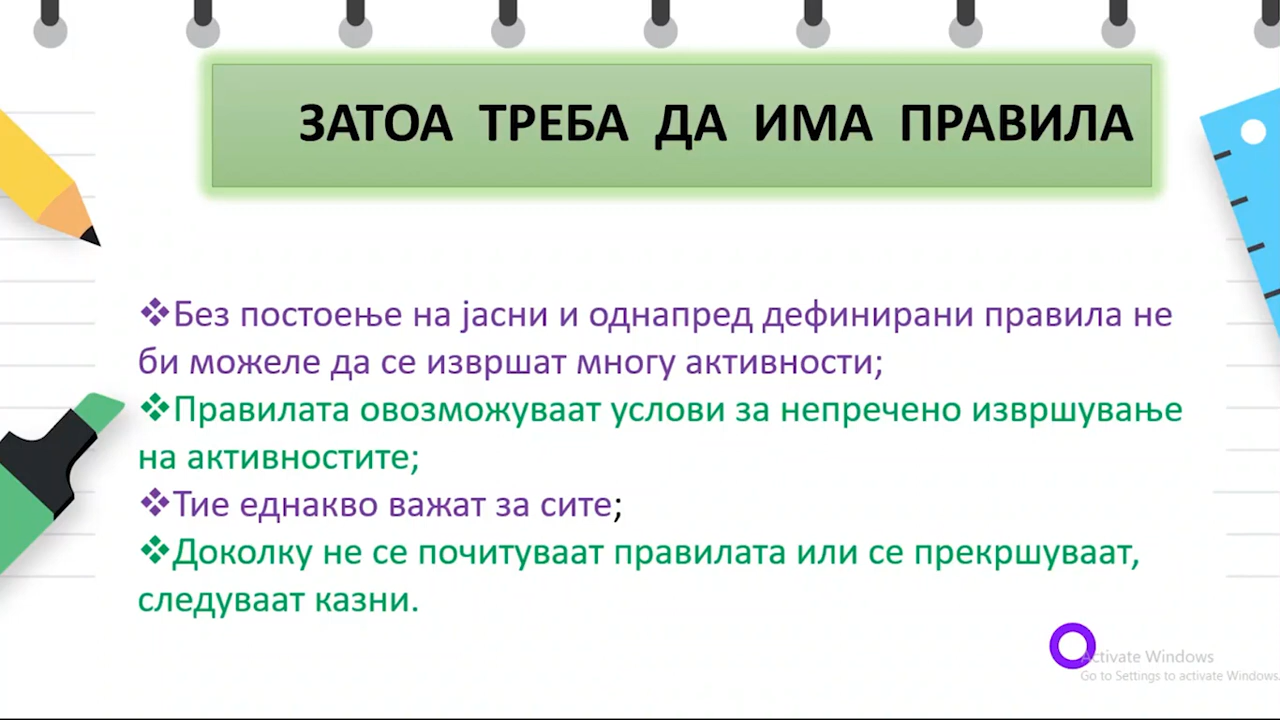 ЗАТОА ТРЕБА ДА ИМА ПРАВИЛА
❖Без постоење на јасни и однапред дефинирани правила не
би можеле да се извршат многу активности;
❖Правилата овозможуваат услови за непречено извршување
на активностите;
❖Тие еднакво важат за сите;
❖Доколку не се почитуваат правилата или се прекршуваат,
следуваат казни.
Activate Windows
Go to Settings to activate Windows.